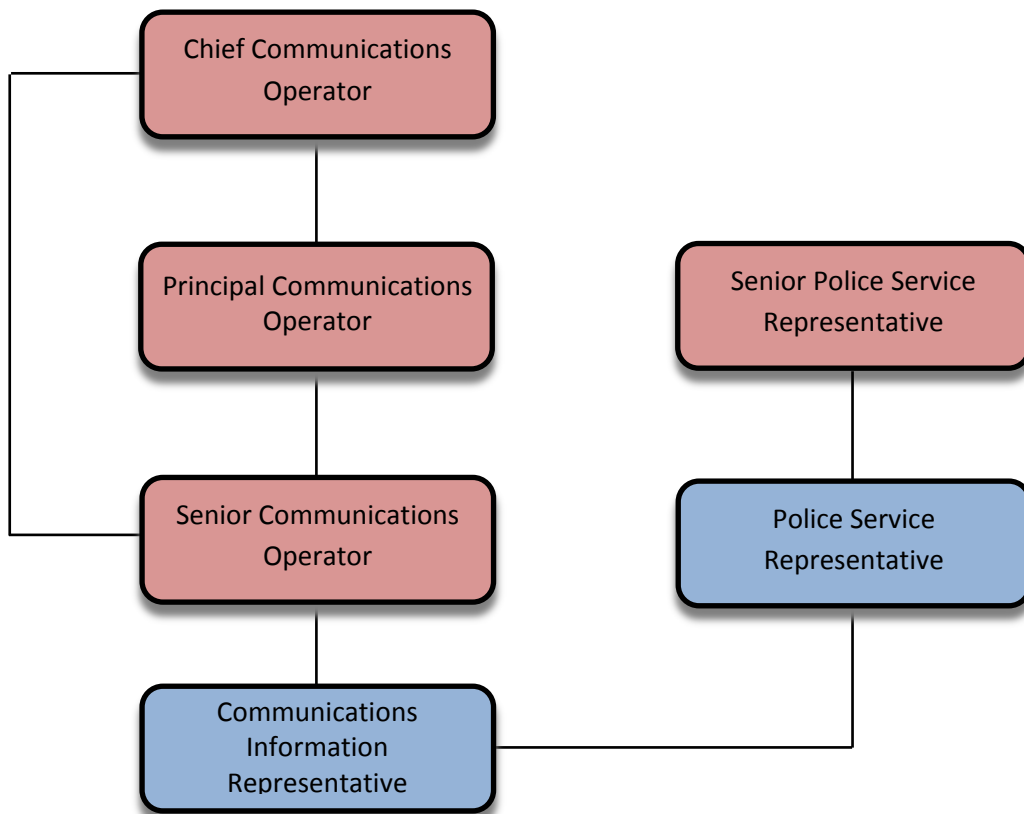 Chief Communications
Operator
Principal Communications
Operator
Senior Police Service
Representative
Senior Communications
Operator
Police Service
Representative
Communications
Information
Representative